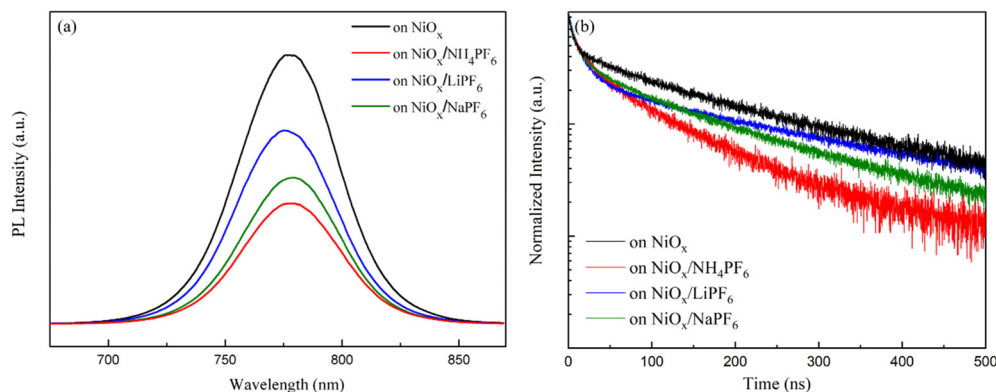 (a)
on NiOx
on NiOx/NH4PF6
on NiOx/LiPF6
on NiOx/NaPF6
PL Intensity (a.u.)
700 750 800 850
Wavelength (nm)
(b)
Normalized Intensity (a.u.)
on NiOx
on NiOx/NH4PF6
on NiOx/LiPF6
on NiOx/NaPF6
0 100 200 300 400 500
Time (ns)